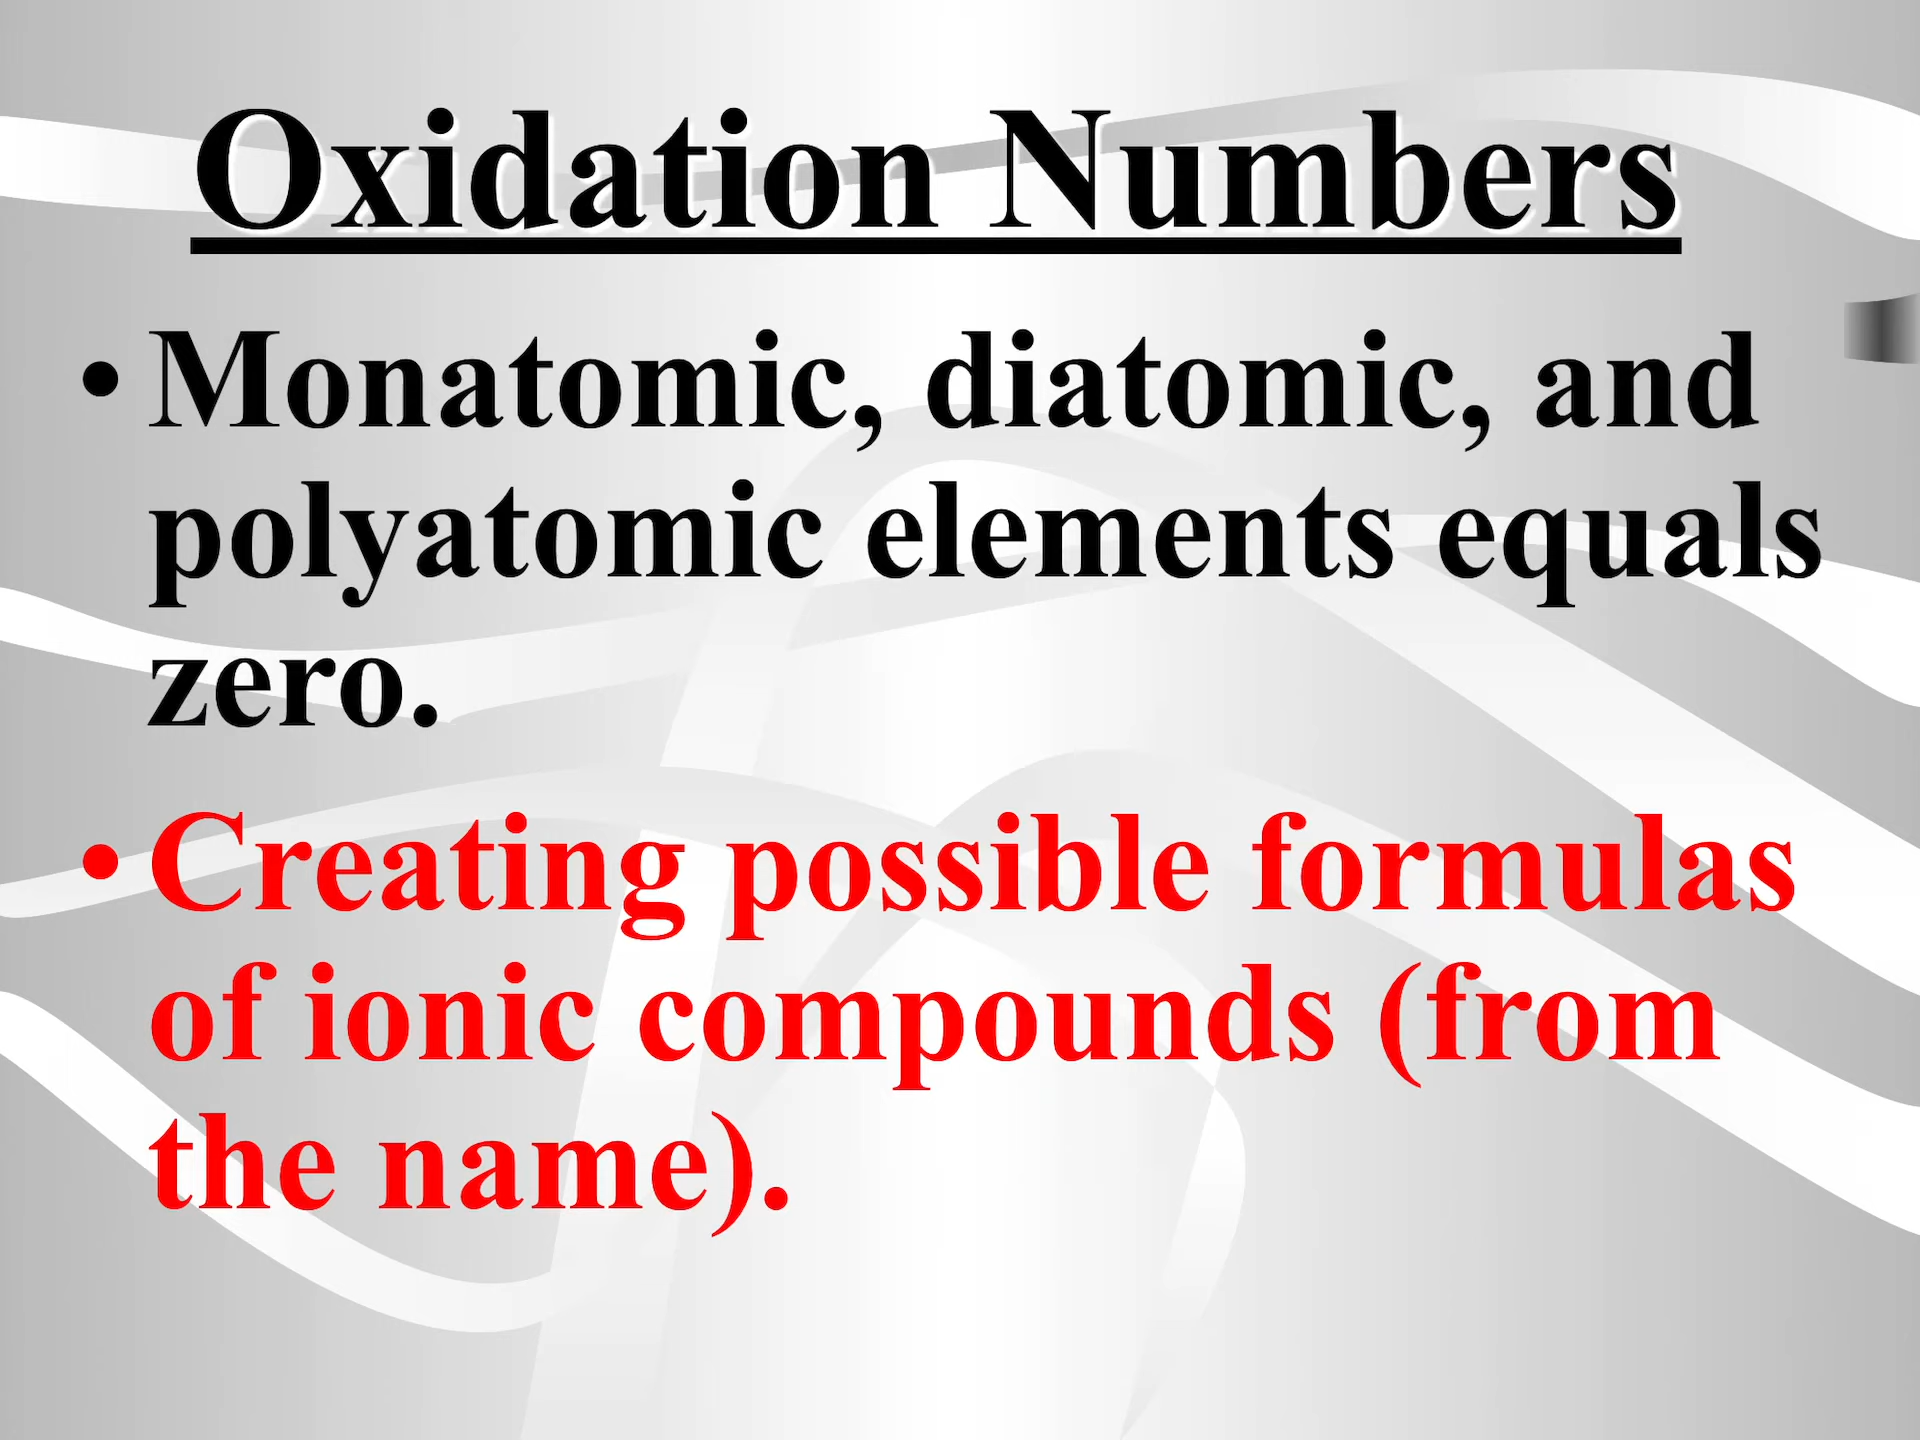 Oxidation Numbers
• Monatomic, diatomic, and
polyatomic elements equals
zero.
• Creating possible formulas
of ionic compounds (from
the name).